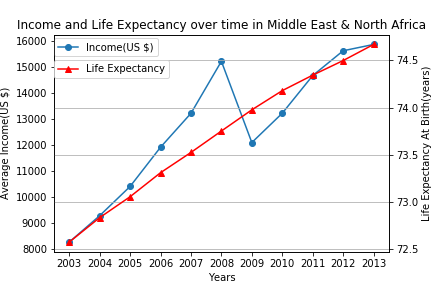 Income and Life Expectancy over time in Middle East & North Africa
Income(US $)
Life Expectancy
16000
15000
14000
13000
12000
11000
10000
9000
8000
Average Income(US $)
74.5
74.0
73.5
73.0
72.5
Life Expectancy At Birth(years)
2003 2004 2005 2006 2007 2008 2009 2010 2011 2012 2013
Years